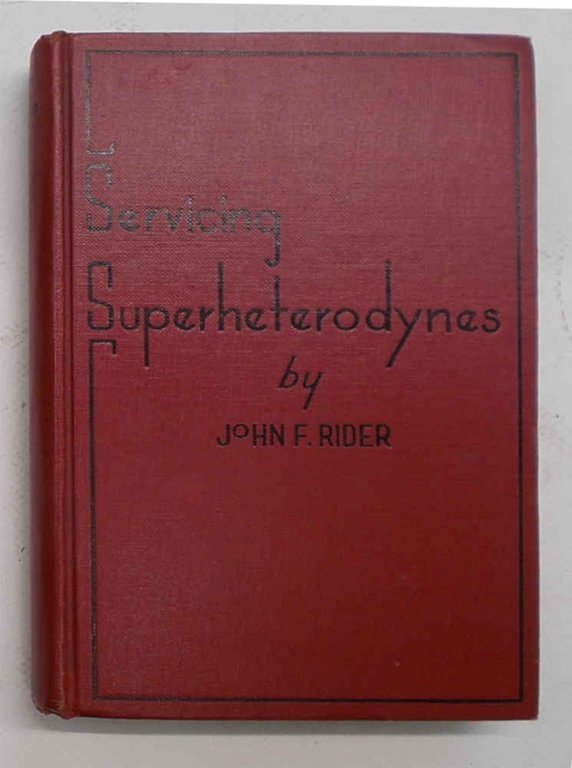 Servicing
Superheterodynes
by
JOHN F. RIDER